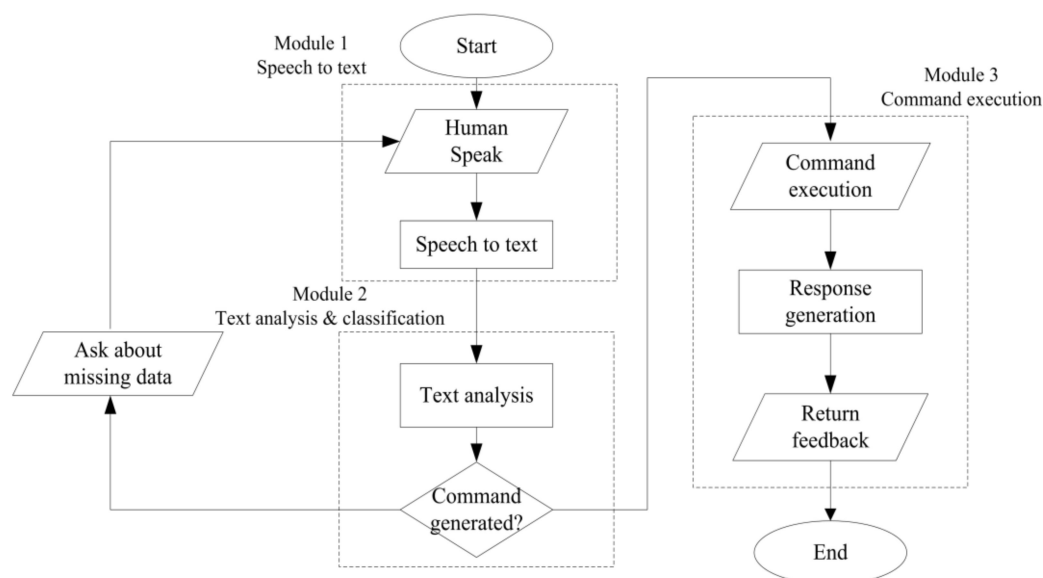 Start
Module 1
Speech to text
Human
Speak
Speech to text
Module 2
Text analysis & classification
Ask about
missing data
Text analysis
Command
generated?
Module 3
Command execution
Command
execution
Response
generation
Return
feedback
End